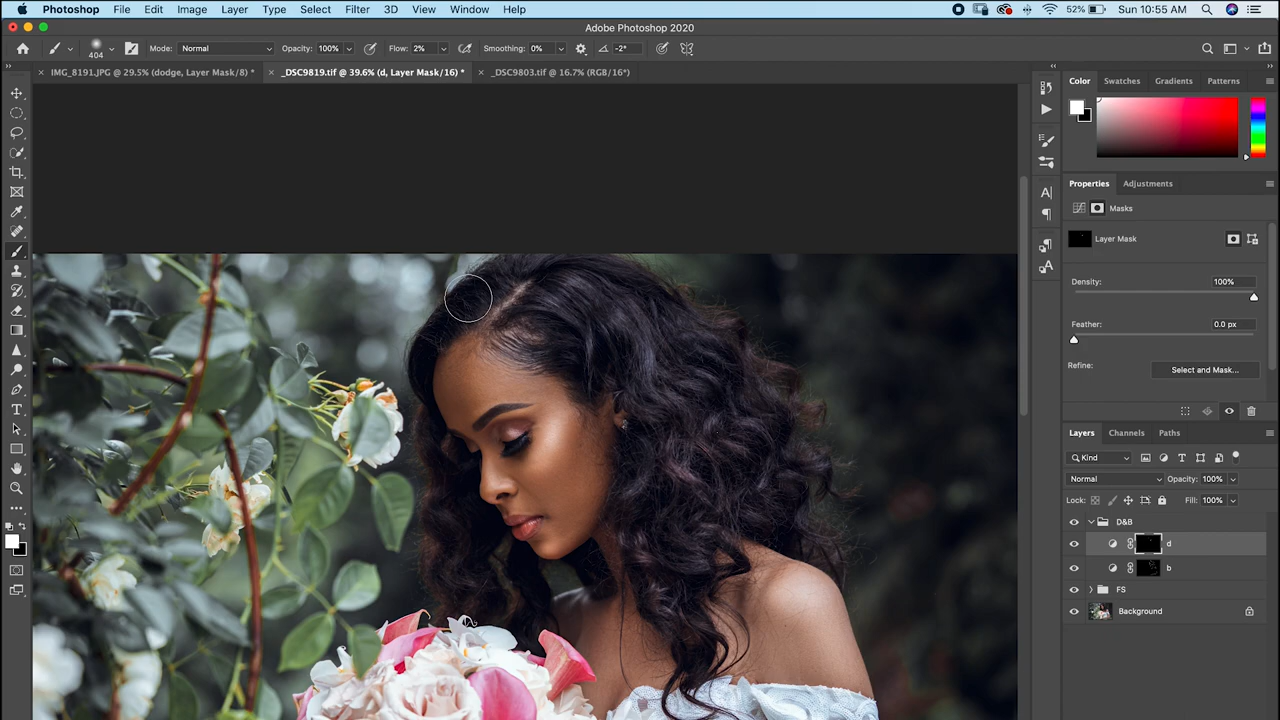 Photoshop File Edit Image Layer Type Select Filter 3D View Window Help 52% Sun 10:55 AM
Adobe Photoshop 2020
404 Mode: Normal Opacity: 100% Flow: 2% Smoothing: 0% -2°
IMG_8191.JPG @ 29.5% (dodge, Layer Mask/8) * _DSC9819.tif @ 39.6% (d, Layer Mask/16) * _DSC9803.tif @ 16.7% (RGB/16*)
Color Swatches Gradients Patterns
Properties Adjustments
Masks
Layer Mask
Density: 100%
Feather: 0.0 px
Refine: Select and Mask...
Layers Channels Paths
Kind
Normal Opacity: 100%
Lock: Fill: 100%
D&B
d
b
FS
Background